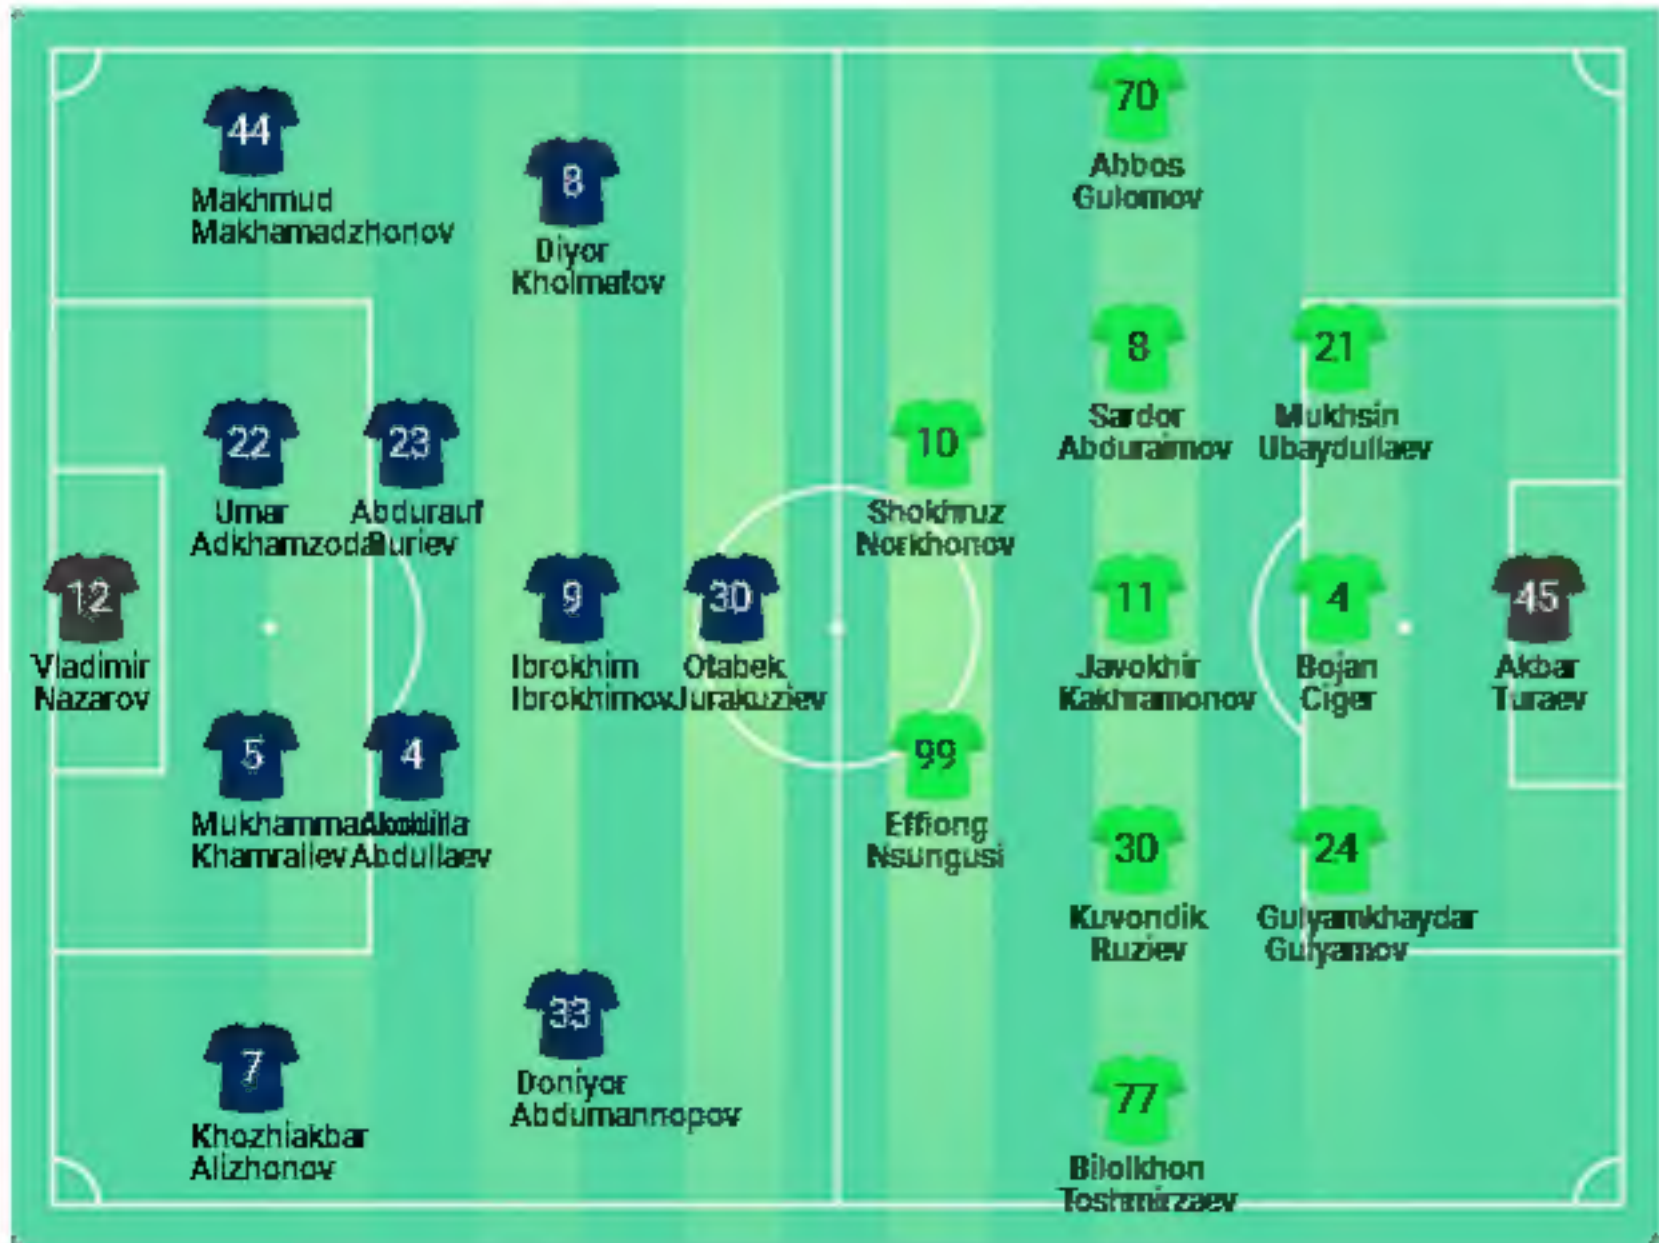 44
Makhmud
Makhamadzhonov
8
Diyor
Kholmatov
22
Umar
Adkhamzoda
23
Abdurauf
Buriev
12
Vladimir
Nazarov
9
Ibrokhim
Ibrokhimov
30
Otabek
Jurakuziev
5
Khamraliev
4
Abdullaev
33
Doniyor
Abdumannopov
7
Khozhiakbar
Alizhonov
70
Abbos
Gulomov
10
Shokhruz
Norkhonov
8
Sardor
Abduraimov
21
Mukhsin
Ubaydullaev
11
Javokhir
Kakhramonov
4
Bojan
Ciger
45
Akbar
Turaev
99
Effiong
Nsungusi
30
Kuvondik
Ruziev
24
Gulyamkhaydar
Gulyamov
77
Bilolkhon
Toshmirzaev